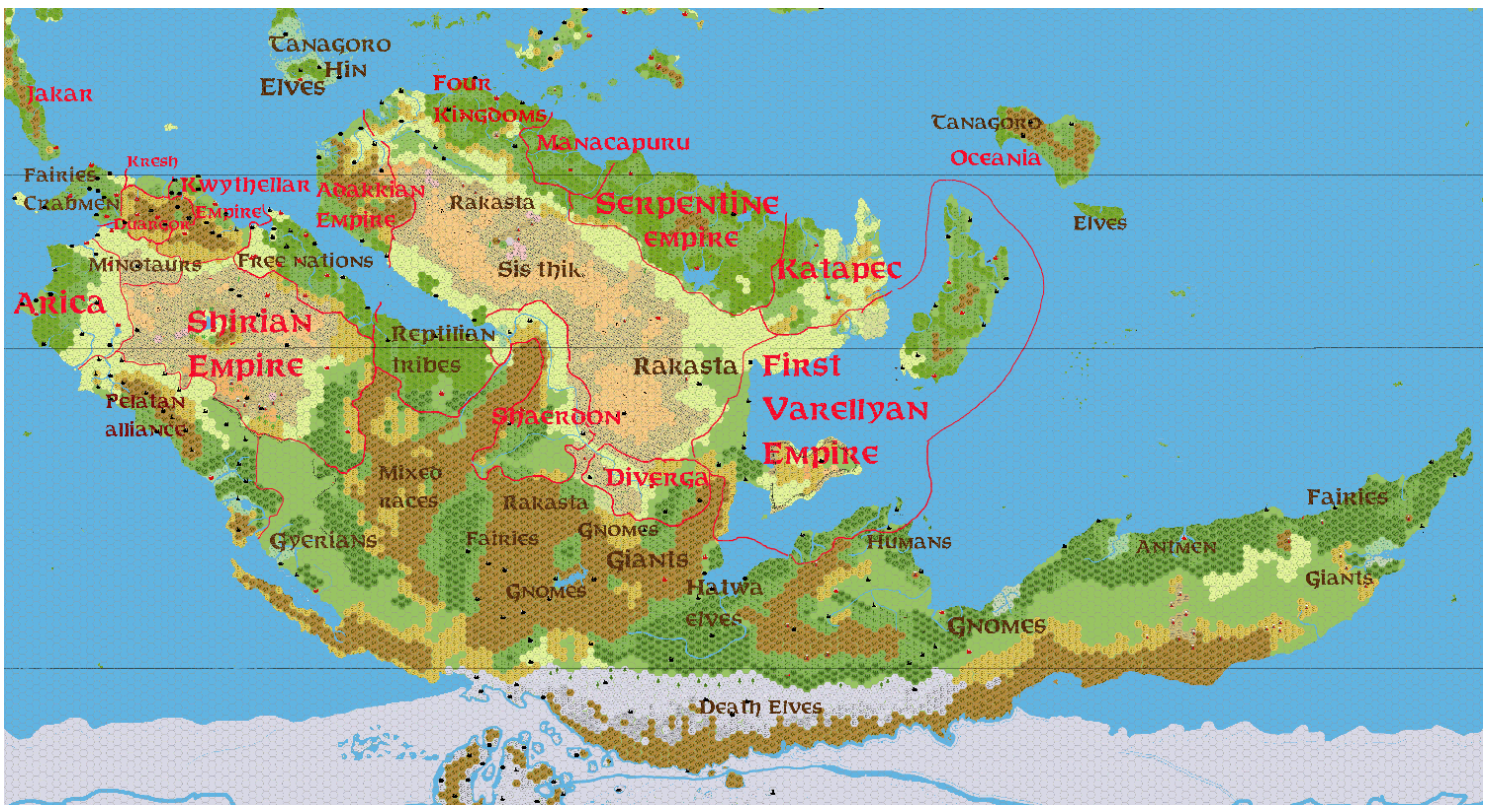 Tanagoro
Hin
Elves
Jakar
Four
Kingdoms
Manacapuru
Tanagoro
Oceania
Elves
Fairies
Crabmen
Kresh
Duargor
Kwythellar
Empire
Adakkian
Empire
Rakasta
Serpentine
Empire
Minotaurs
Free nations
Sis thik
Katapec
Arica
Shirian
Empire
Reptilian
tribes
Rakasta
First
Varellyan
Empire
Pelatan
alliance
Shaerdon
Diverga
Mixed
races
Rakasta
Gnomes
Giants
Gyerians
Fairies
Gnomes
Humans
Hatwa
elves
Gnomes
Fairies
Animen
Giants
Death Elves